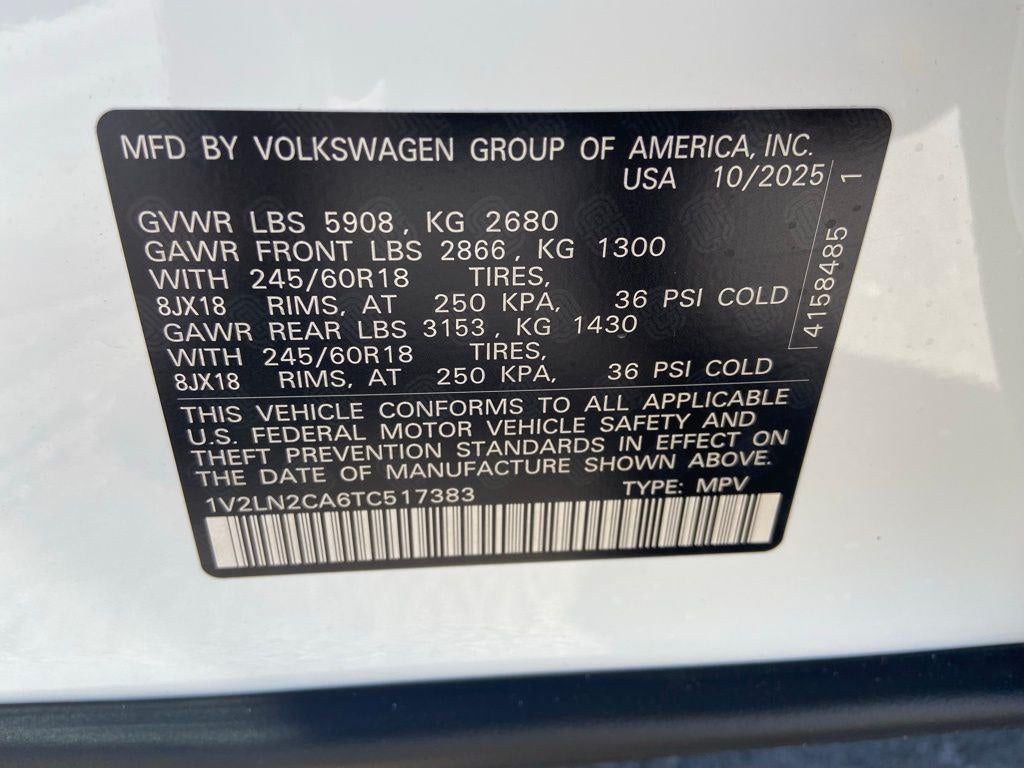 MFD BY VOLKSWAGEN GROUP OF AMERICA, INC.
USA 10/2025
GVWR LBS 5908, KG 2680
GAWR FRONT LBS 2866, KG 1300
WITH 245/60R18 TIRES,
8JX18 RIMS, AT 250 KPA, 36 PSI COLD
GAWR REAR LBS 3153, KG 1430
WITH 245/60R18 TIRES,
8JX18 RIMS, AT 250 KPA, 36 PSI COLD
4158485 1
THIS VEHICLE CONFORMS TO ALL APPLICABLE
U.S. FEDERAL MOTOR VEHICLE SAFETY AND
THEFT PREVENTION STANDARDS IN EFFECT ON
THE DATE OF MANUFACTURE SHOWN ABOVE.
1V2LN2CA6TC517383 TYPE: MPV